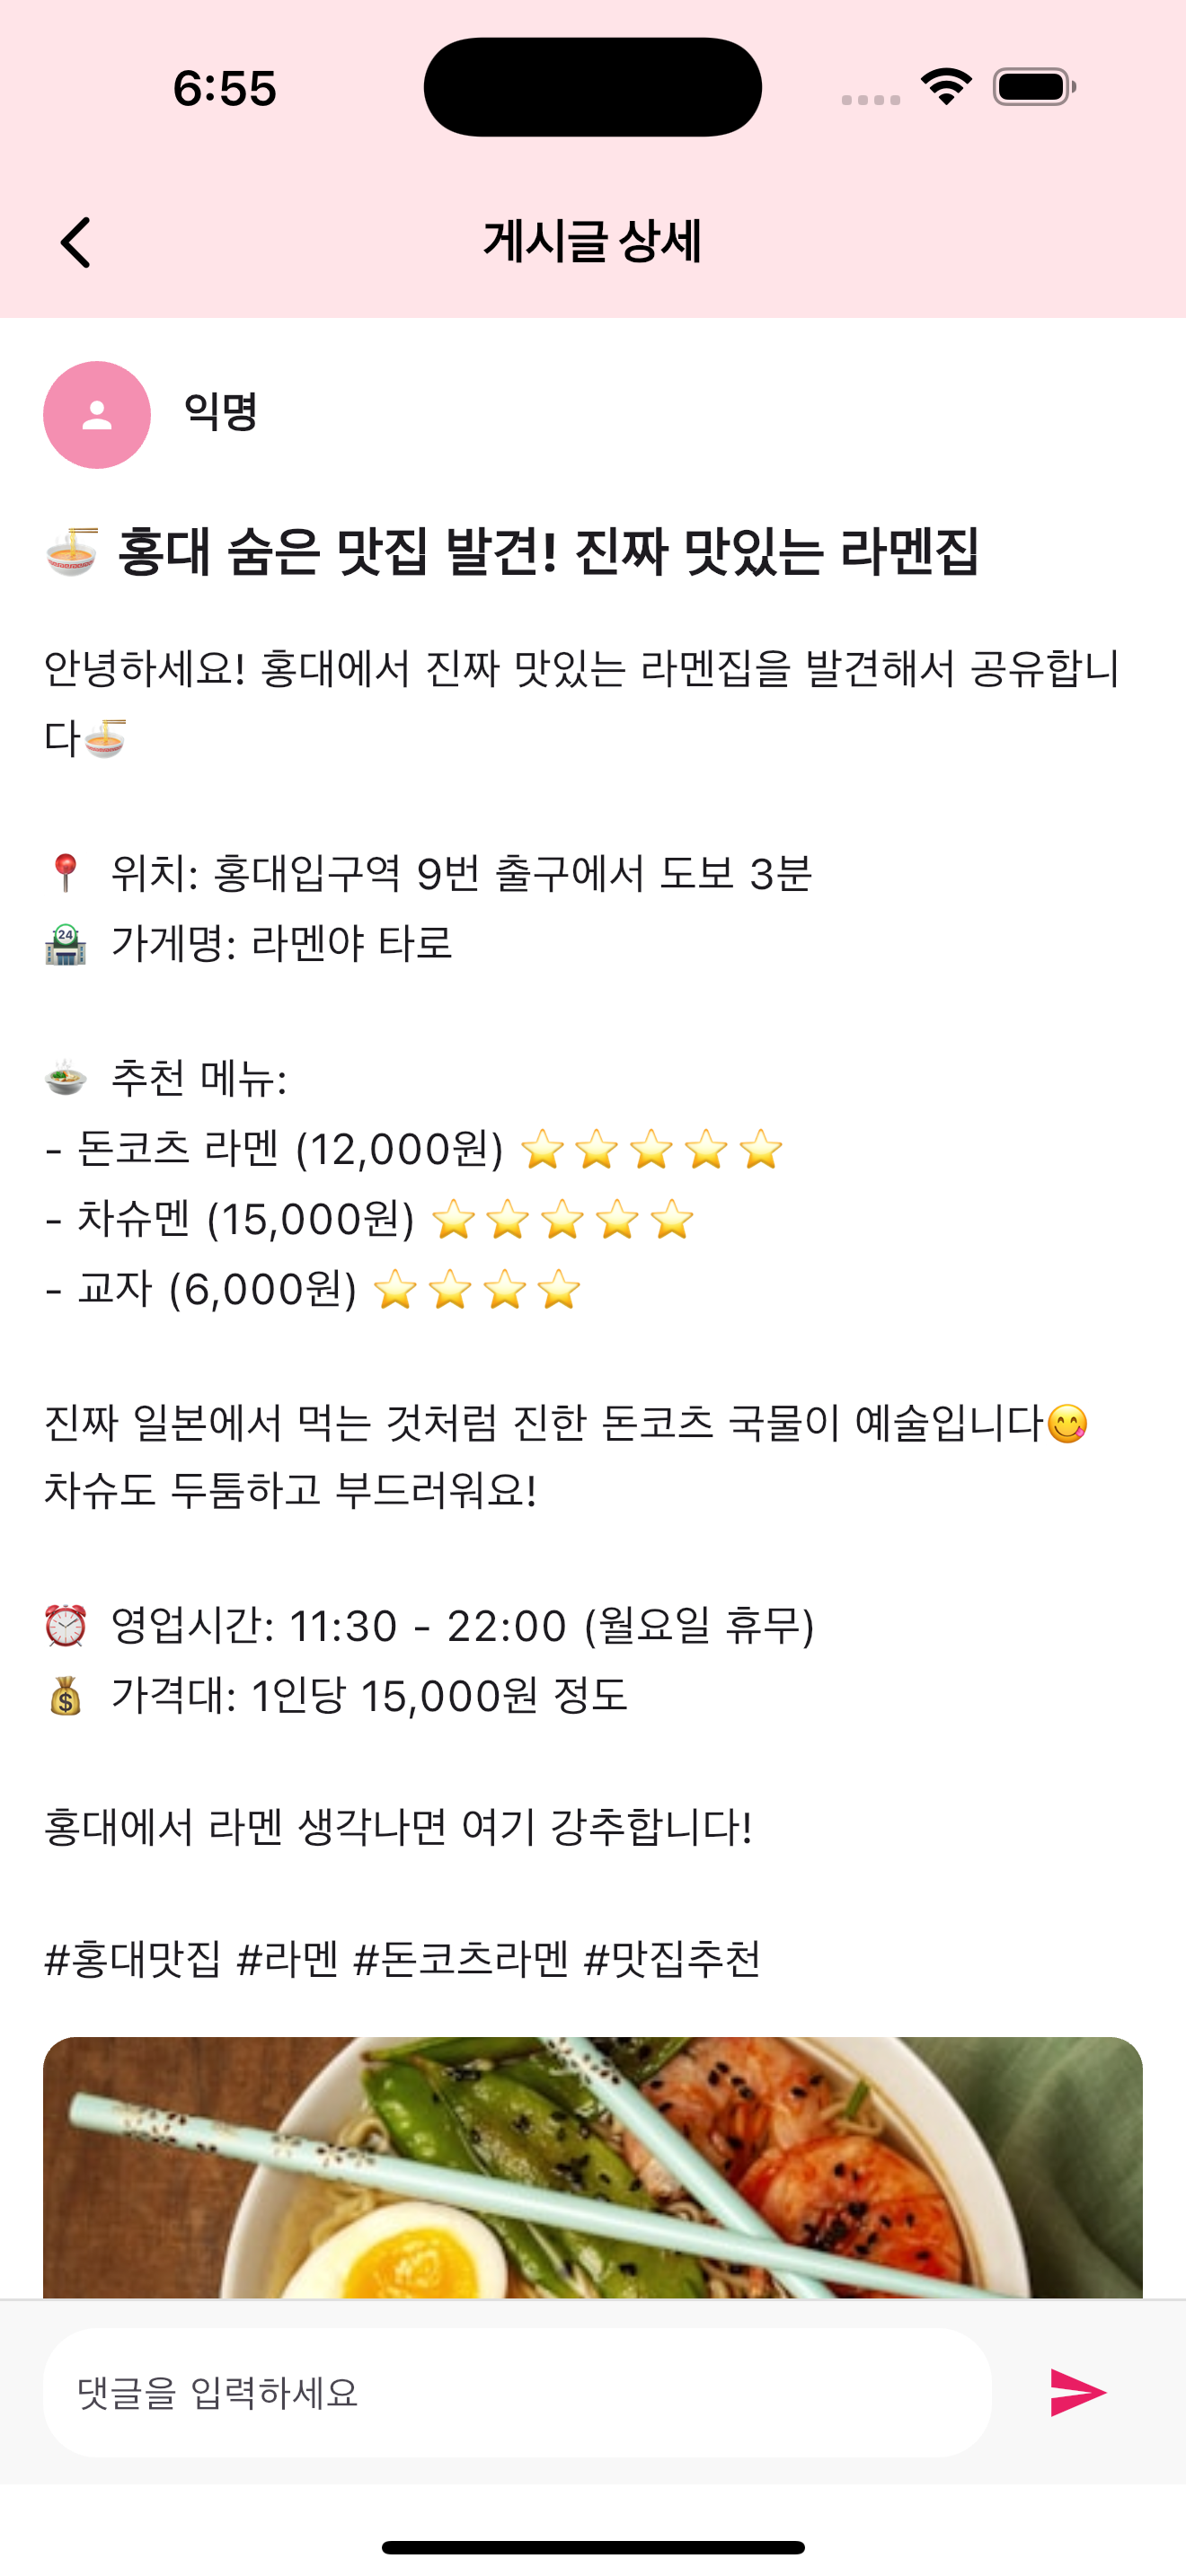 6:55
게시글 상세
익명
🍜 홍대 숨은 맛집 발견! 진짜 맛있는 라멘집
안녕하세요! 홍대에서 진짜 맛있는 라멘집을 발견해서 공유합니
다🍜
📍 위치: 홍대입구역 9번 출구에서 도보 3분
🏪 가게명: 라멘야 타로
🍲 추천 메뉴:
- 돈코츠 라멘 (12,000원) ⭐⭐⭐⭐⭐
- 차슈멘 (15,000원) ⭐⭐⭐⭐⭐
- 교자 (6,000원) ⭐⭐⭐⭐
진짜 일본에서 먹는 것처럼 진한 돈코츠 국물이 예술입니다😋
차슈도 두툼하고 부드러워요!
⏰ 영업시간: 11:30 - 22:00 (월요일 휴무)
💰 가격대: 1인당 15,000원 정도
홍대에서 라멘 생각나면 여기 강추합니다!
#홍대맛집 #라멘 #돈코츠라멘 #맛집추천
댓글을 입력하세요